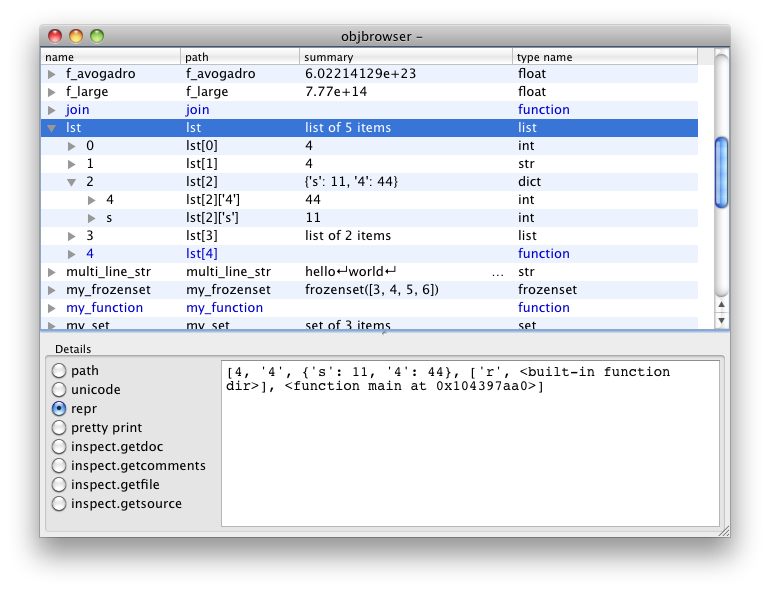 objbrowser –
name path summary type name
f_avogadro f_avogadro 6.02214129e+23 float
f_large f_large 7.77e+14 float
join join function
lst lst list of 5 items list
0 lst[0] 4 int
1 lst[1] 4 str
2 lst[2] {'s': 11, '4': 44} dict
4 lst[2]['4'] 44 int
s lst[2]['s'] 11 int
3 lst[3] list of 2 items list
4 lst[4] function
multi_line_str multi_line_str hello↵world↵ ... str
my_frozenset my_frozenset frozenset([3, 4, 5, 6]) frozenset
my_function my_function function
my_set my_set set of 3 items set
Details
path
unicode
repr
pretty print
inspect.getdoc
inspect.getcomments
inspect.getfile
inspect.getsource
[4, '4', {'s': 11, '4': 44}, ['r', <built-in function
dir>], <function main at 0x104397aa0>]